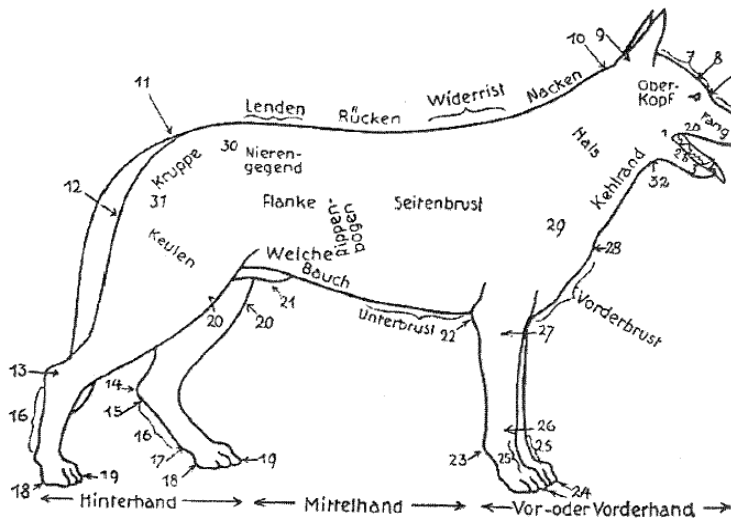 9
10
7
8
11
Ober-
Kopf
Fang
20
Nacken
Widerrist
Lenden
Rücken
30
Nieren-
gegend
Kruppe
31
12
Hals
1
28
Kehlrand
32
Flanke
Seitenbrust
Rippen-
bogen
29
Keulen
Welche
Bauch
28
21
20
20
Unterbrust
22
Vorderbrust
27
13
14
15
16
16
17
18
19
18
19
23
26
25
25
24
Hinterhand
Mittelhand
Vor-oder Vorderhand